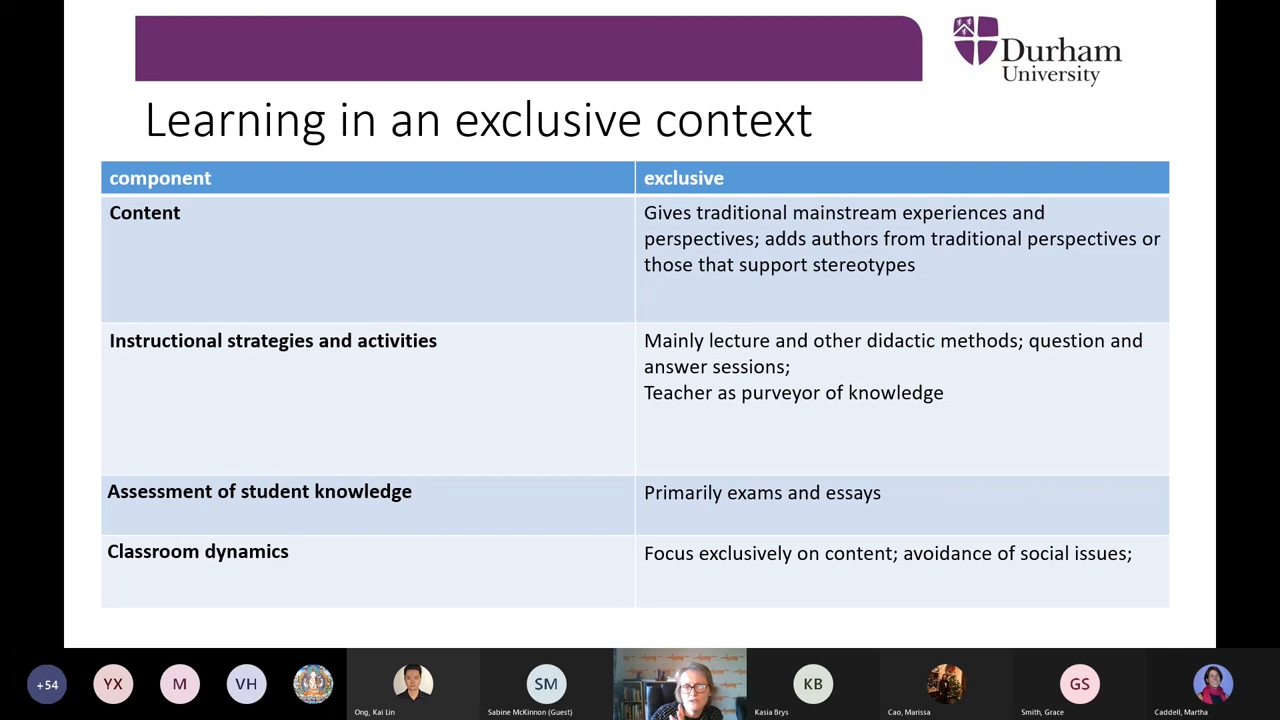 Durham
University
Learning in an exclusive context
component
exclusive
Content
Gives traditional mainstream experiences and
perspectives; adds authors from traditional perspectives or
those that support stereotypes
Instructional strategies and activities
Mainly lecture and other didactic methods; question and
answer sessions;
Teacher as purveyor of knowledge
Assessment of student knowledge
Primarily exams and essays
Classroom dynamics
Focus exclusively on content; avoidance of social issues;
+54
YX
M
VH
Ong, Kai Lin
SM
Sabine McKinnon (Guest)
KB
Kasia Brys
Cao, Marissa
GS
Smith, Grace
Caddell, Martha